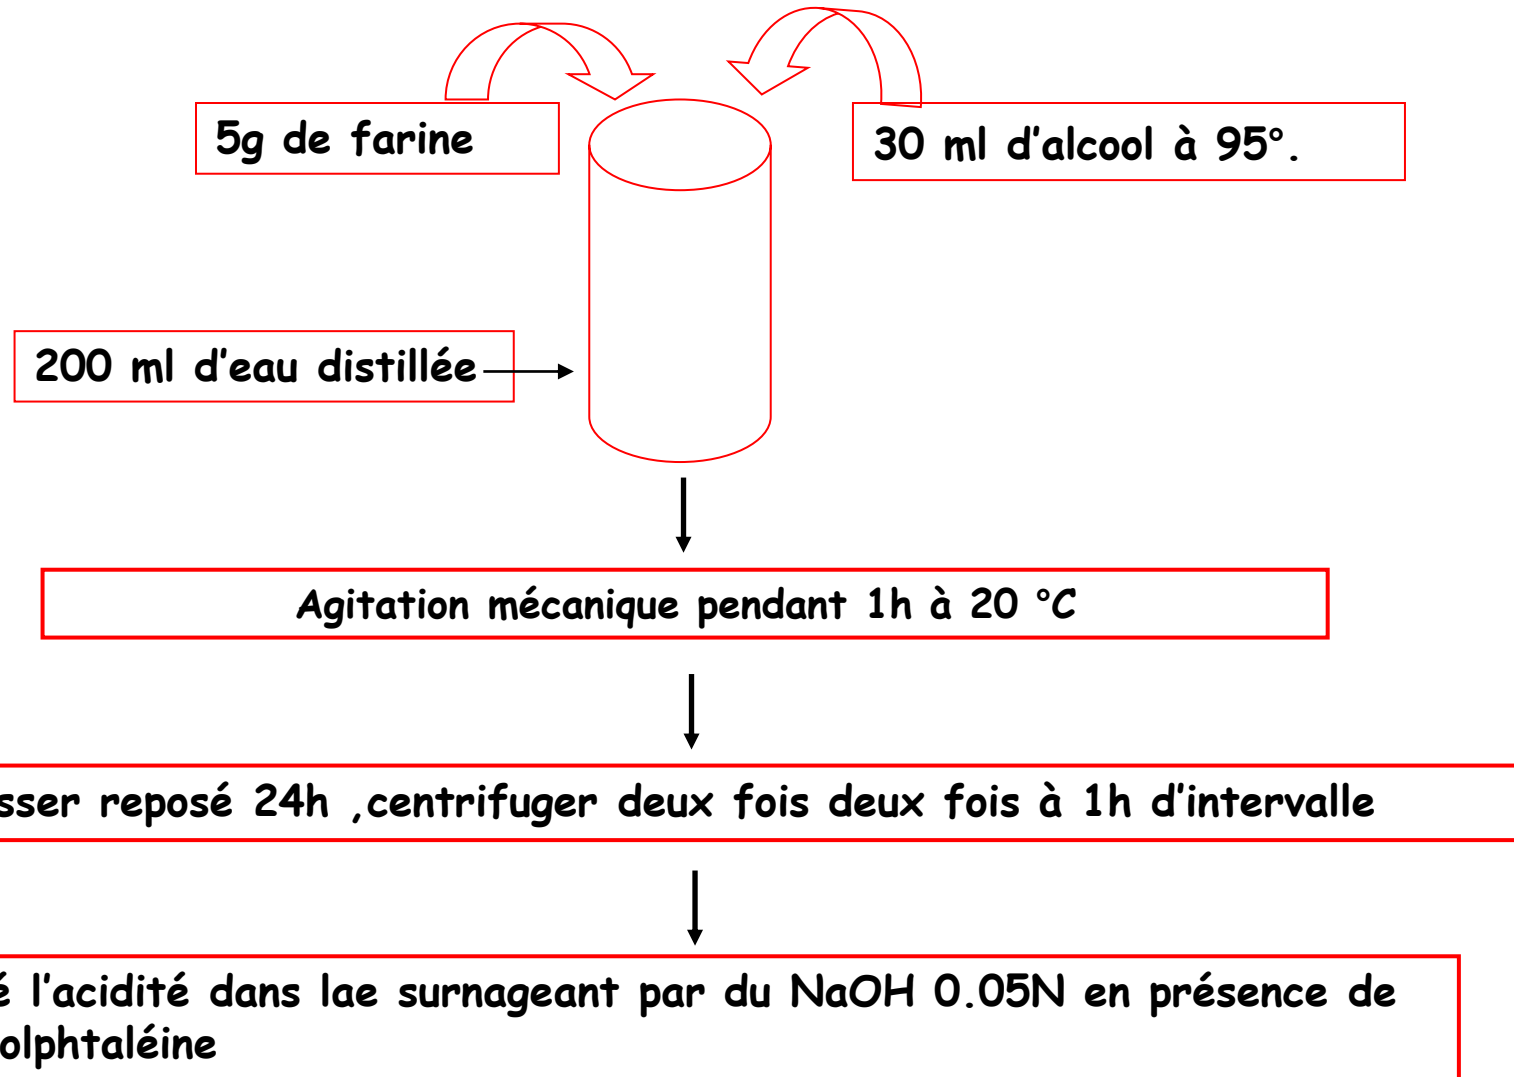 5g de farine
30 ml d'alcool à 95°.
200 ml d'eau distillée
Agitation mécanique pendant 1h à 20 °C
sser reposé 24h ,centrifuger deux fois deux fois à 1h d'intervalle
é l'acidité dans lae surnageant par du NaOH 0.05N en présence de
olphtaléine